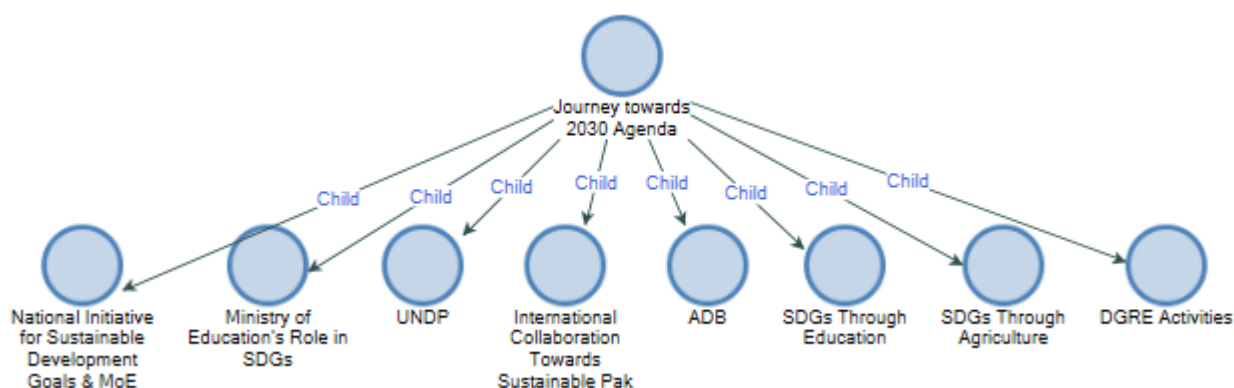 Journey towards
2030 Agenda
Child
Child
Child
Child
Child
Child
Child
Child
National Initiative
for Sustainable
Development
Goals & MoE
Ministry of
Education's Role in
SDGs
UNDP
International
Collaboration
Towards
Sustainable Pak
ADB
SDGs Through
Education
SDGs Through
Agriculture
DGRE Activities